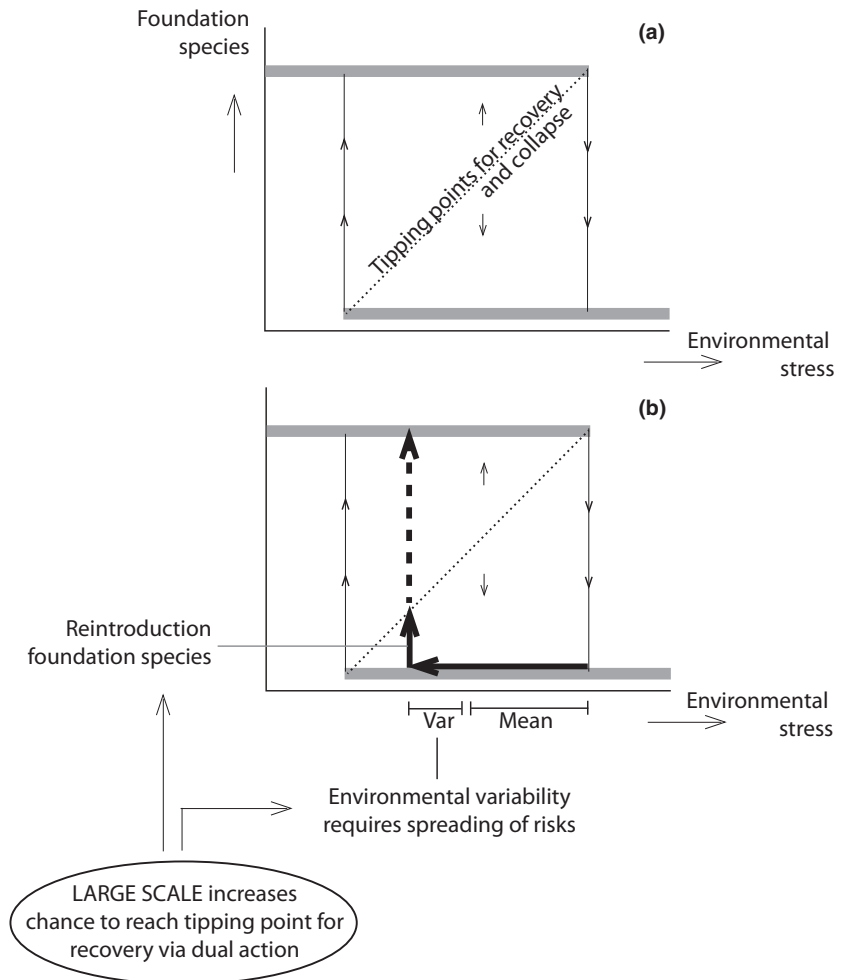 Foundation
species
(a)
Tipping points for recovery
and collapse
Environmental
stress
(b)
Reintroduction
foundation species
Environmental
stress
Var
Mean
Environmental variability
requires spreading of risks
LARGE SCALE increases
chance to reach tipping point for
recovery via dual action